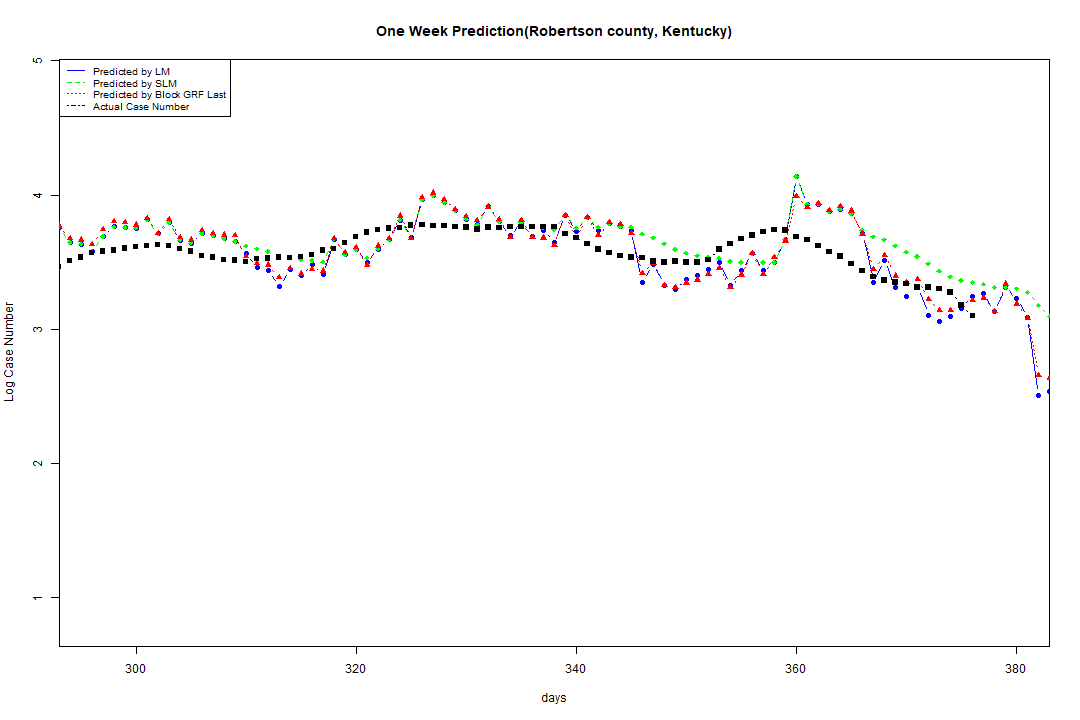 One Week Prediction(Robertson county, Kentucky)
Predicted by LM
Predicted by SLM
Predicted by Block GRF Last
Actual Case Number
5
4
3
2
1
Log Case Number
300 320 340 360 380
days